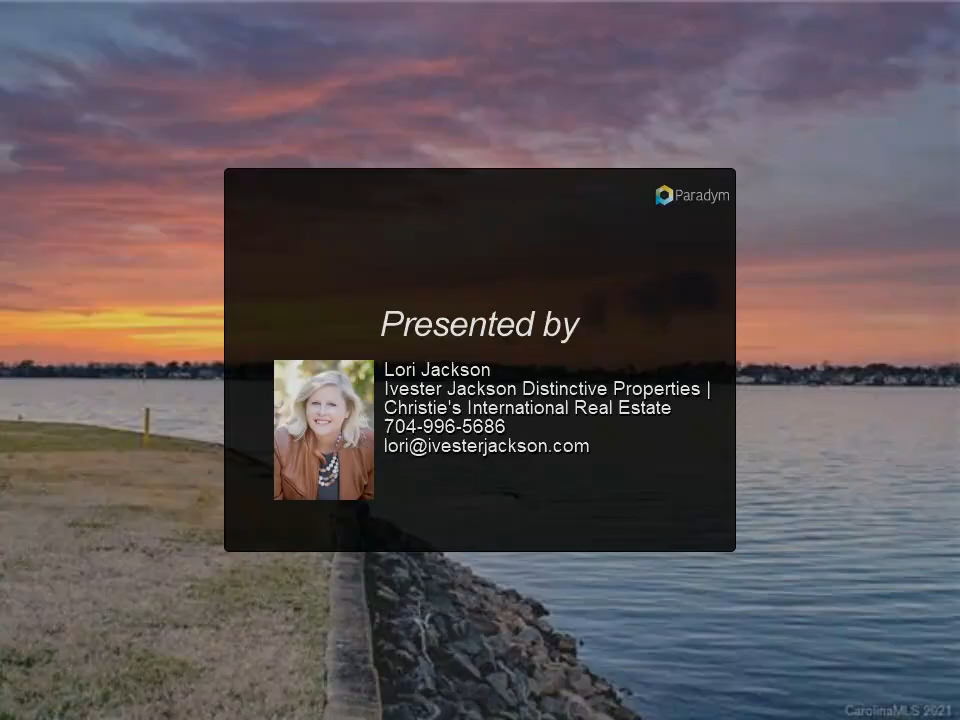 Paradym
Presented by
Lori Jackson
Ivester Jackson Distinctive Properties |
Christie's International Real Estate
704-996-5686
lori@ivesterjackson.com
CarolinaMLS 2021